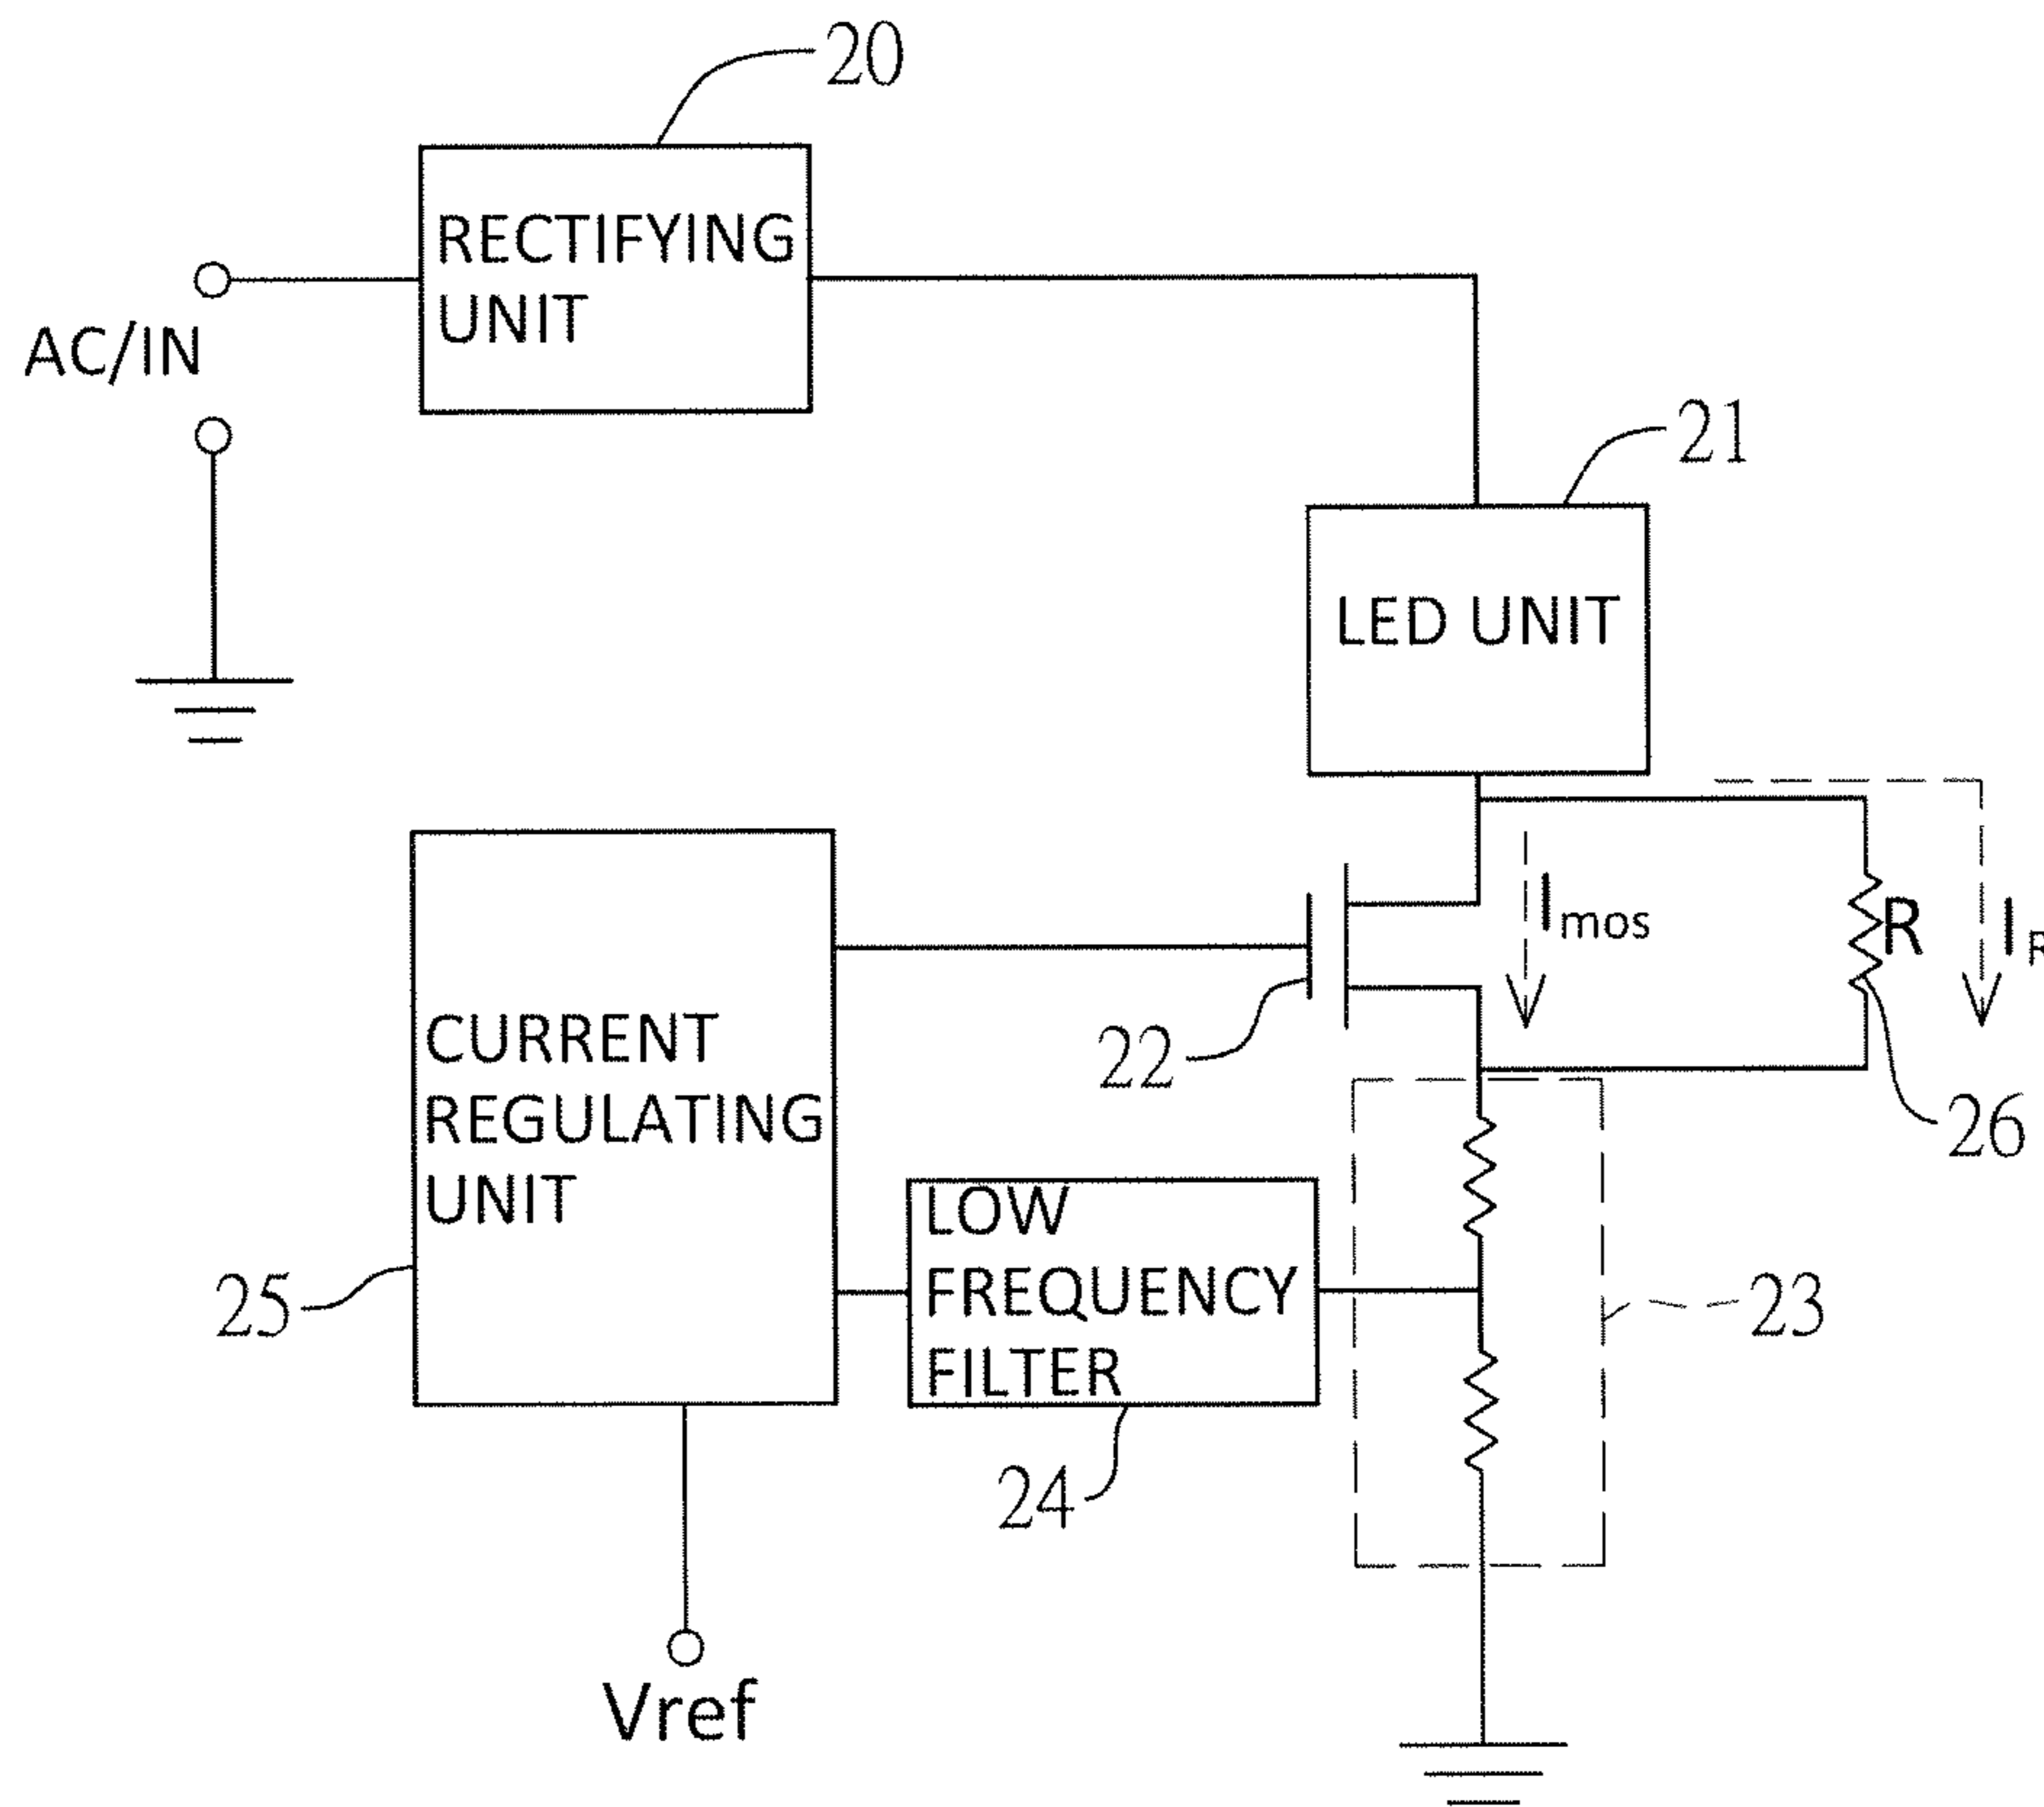 20
RECTIFYING
UNIT
AC/IN
21
LED UNIT
Imos
R
IR
22
CURRENT
REGULATING
UNIT
26
LOW
FREQUENCY
FILTER
25
23
24
Vref